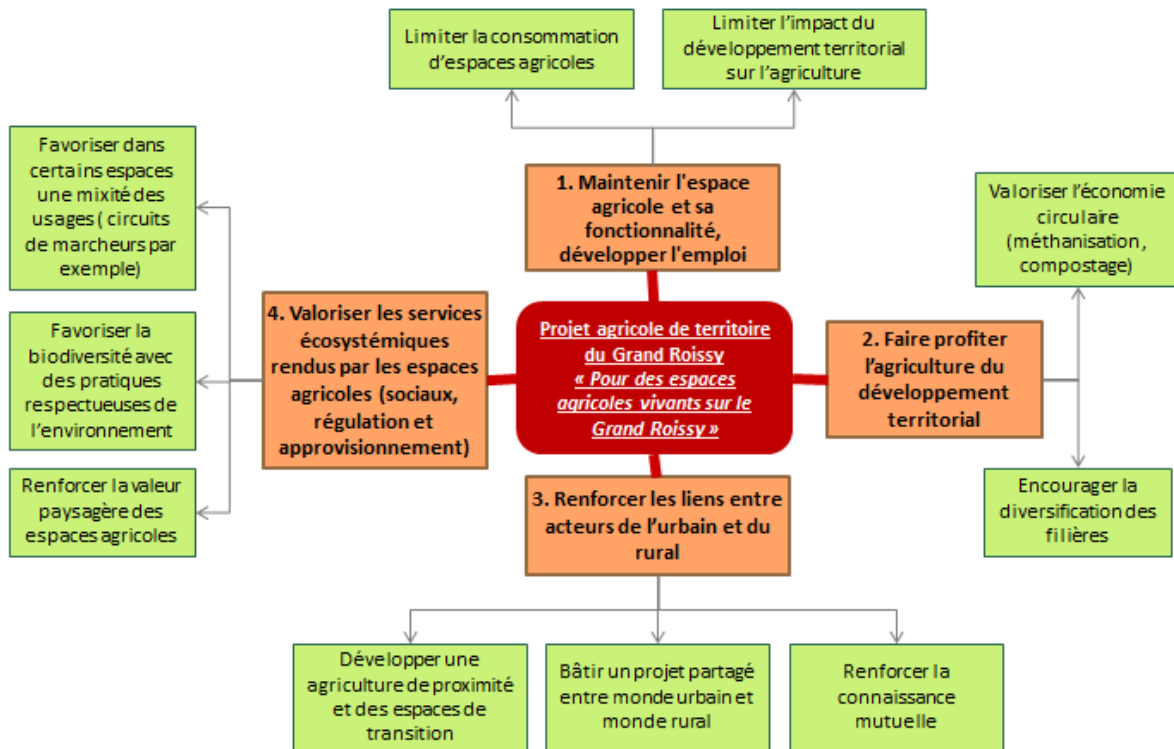 Limiter la consommation
d'espaces agricoles
Limiter l'impact du
développement territorial
sur l'agriculture
Favoriser dans
certains espaces
une mixité des
usages ( circuits
de marcheurs par
exemple)
1. Maintenir l'espace
agricole et sa
fonctionnalité,
développer l'emploi
Valoriser l'économie
circulaire
(méthanisation,
compostage)
4. Valoriser les services
écosystémiques
rendus par les espaces
agricoles (sociaux,
régulation et
approvisionnement)
Projet agricole de territoire
du Grand Roissy
« Pour des espaces
agricoles vivants sur le
Grand Roissy »
2. Faire profiter
l'agriculture du
développement
territorial
Favoriser la
biodiversité avec
des pratiques
respectueuses de
l'environnement
Renforcer la valeur
paysagère des
espaces agricoles
3. Renforcer les liens entre
acteurs de l'urbain et du
rural
Encourager la
diversification des
filières
Développer une
agriculture de proximité
et des espaces de
transition
Bâtir un projet partagé
entre monde urbain et
monde rural
Renforcer la
connaissance
mutuelle